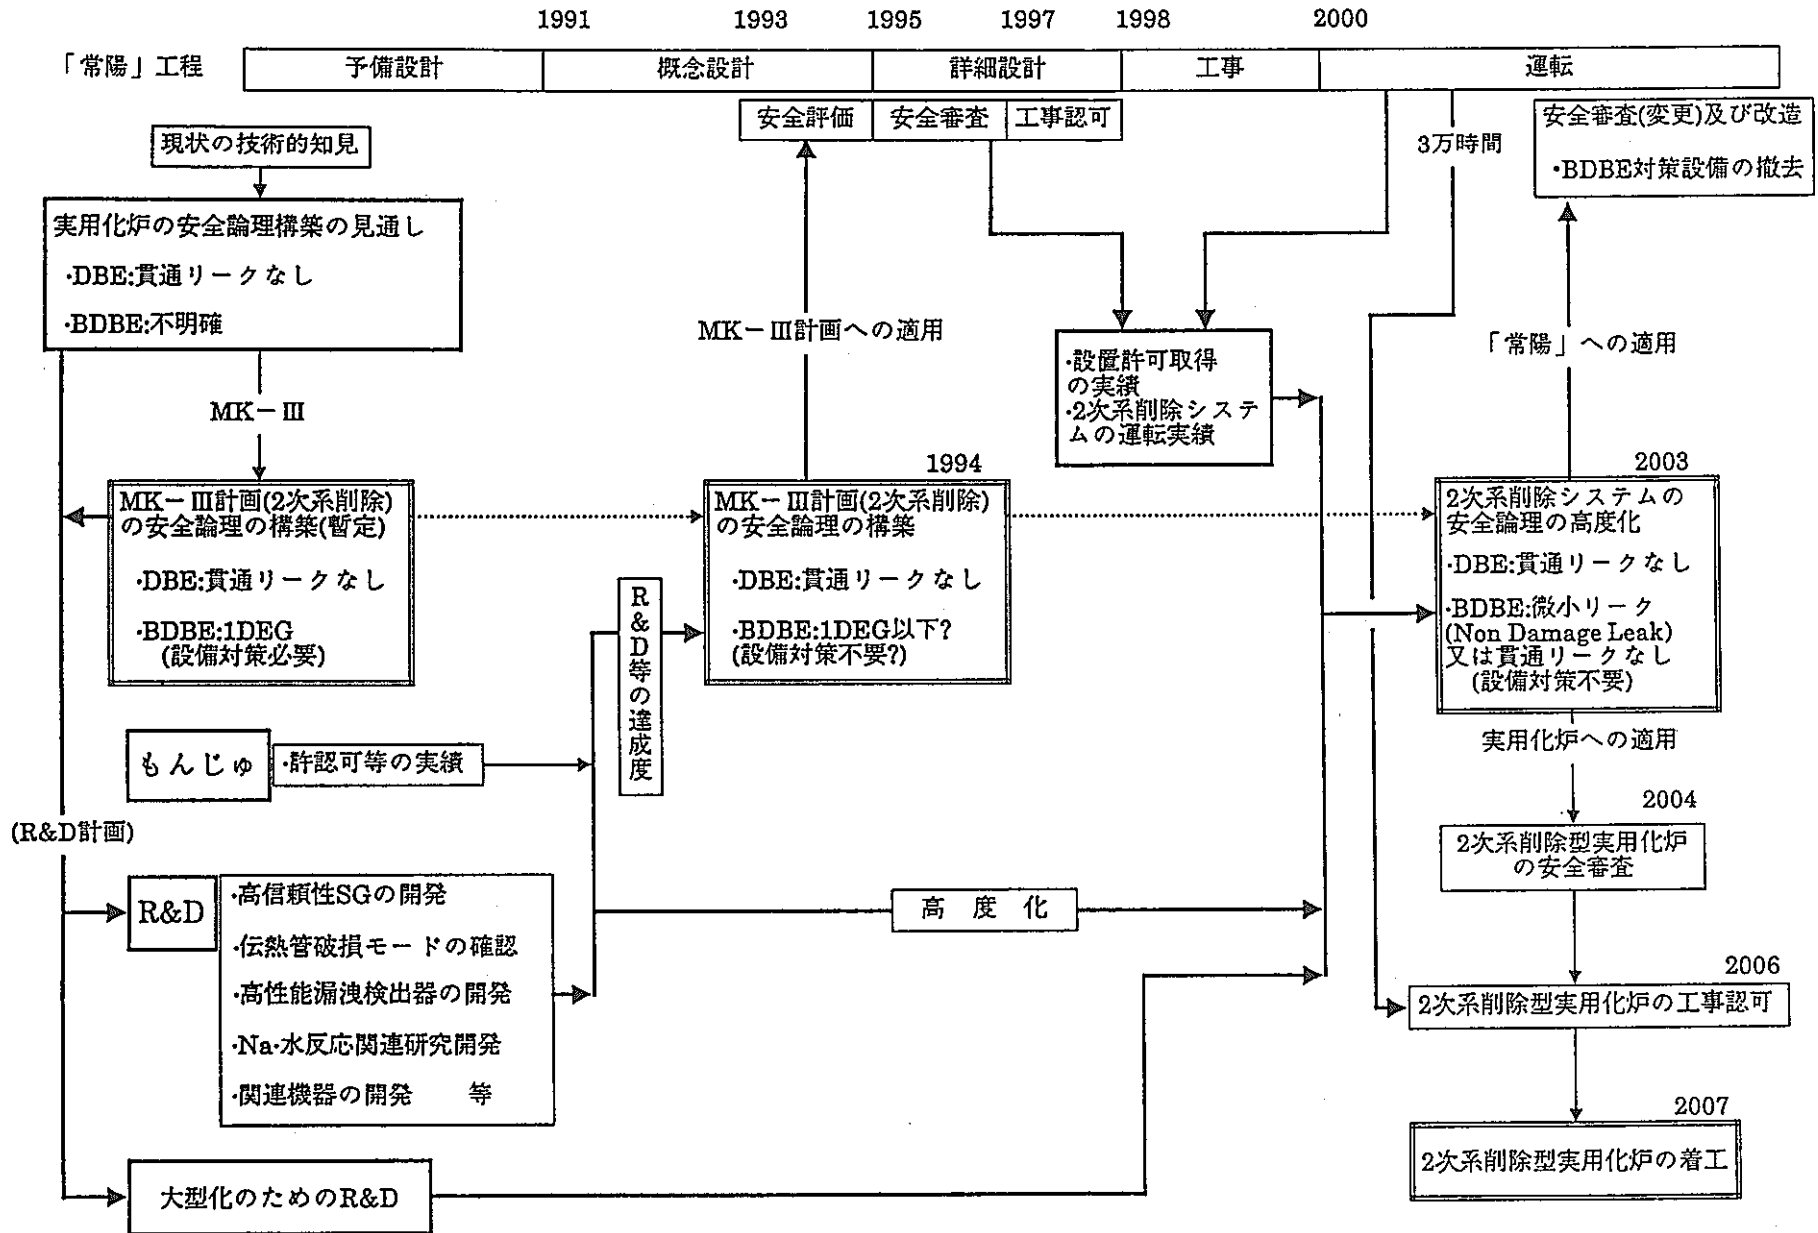 1991 1993 1995 1997 1998 2000
「常陽」工程 予備設計 概念設計 詳細設計 工事 運転
安全評価 安全審査 工事認可
現状の技術的知見
3万時間
安全審査(変更)及び改造
・BDBE対策設備の撤去
実用化炉の安全論理構築の見通し
・DBE:貫通リークなし
・BDBE:不明確
MK－Ⅲ
MK－Ⅲ計画への適用
「常陽」への適用
・設置許可取得
の実績
・2次系削除システ
ムの運転実績
MK－Ⅲ計画(2次系削除)
の安全論理の構築(暫定)
・DBE:貫通リークなし
・BDBE:1DEG
(設備対策必要)
1994
MK－Ⅲ計画(2次系削除)
の安全論理の構築
・DBE:貫通リークなし
・BDBE:1DEG以下?
(設備対策不要?)
2003
2次系削除システムの
安全論理の高度化
・DBE:貫通リークなし
・BDBE:微小リーク
(Non Damage Leak)
又は貫通リークなし
(設備対策不要)
R&D等の達成度
もんじゅ ・許認可等の実績
実用化炉への適用
(R&D計画)
2004
2次系削除型実用化炉
の安全審査
R&D
・高信頼性SGの開発
・伝熱管破損モードの確認
・高性能漏洩検出器の開発
・Na・水反応関連研究開発
・関連機器の開発 等
高度化
2006
2次系削除型実用化炉の工事認可
2007
2次系削除型実用化炉の着工
大型化のためのR&D